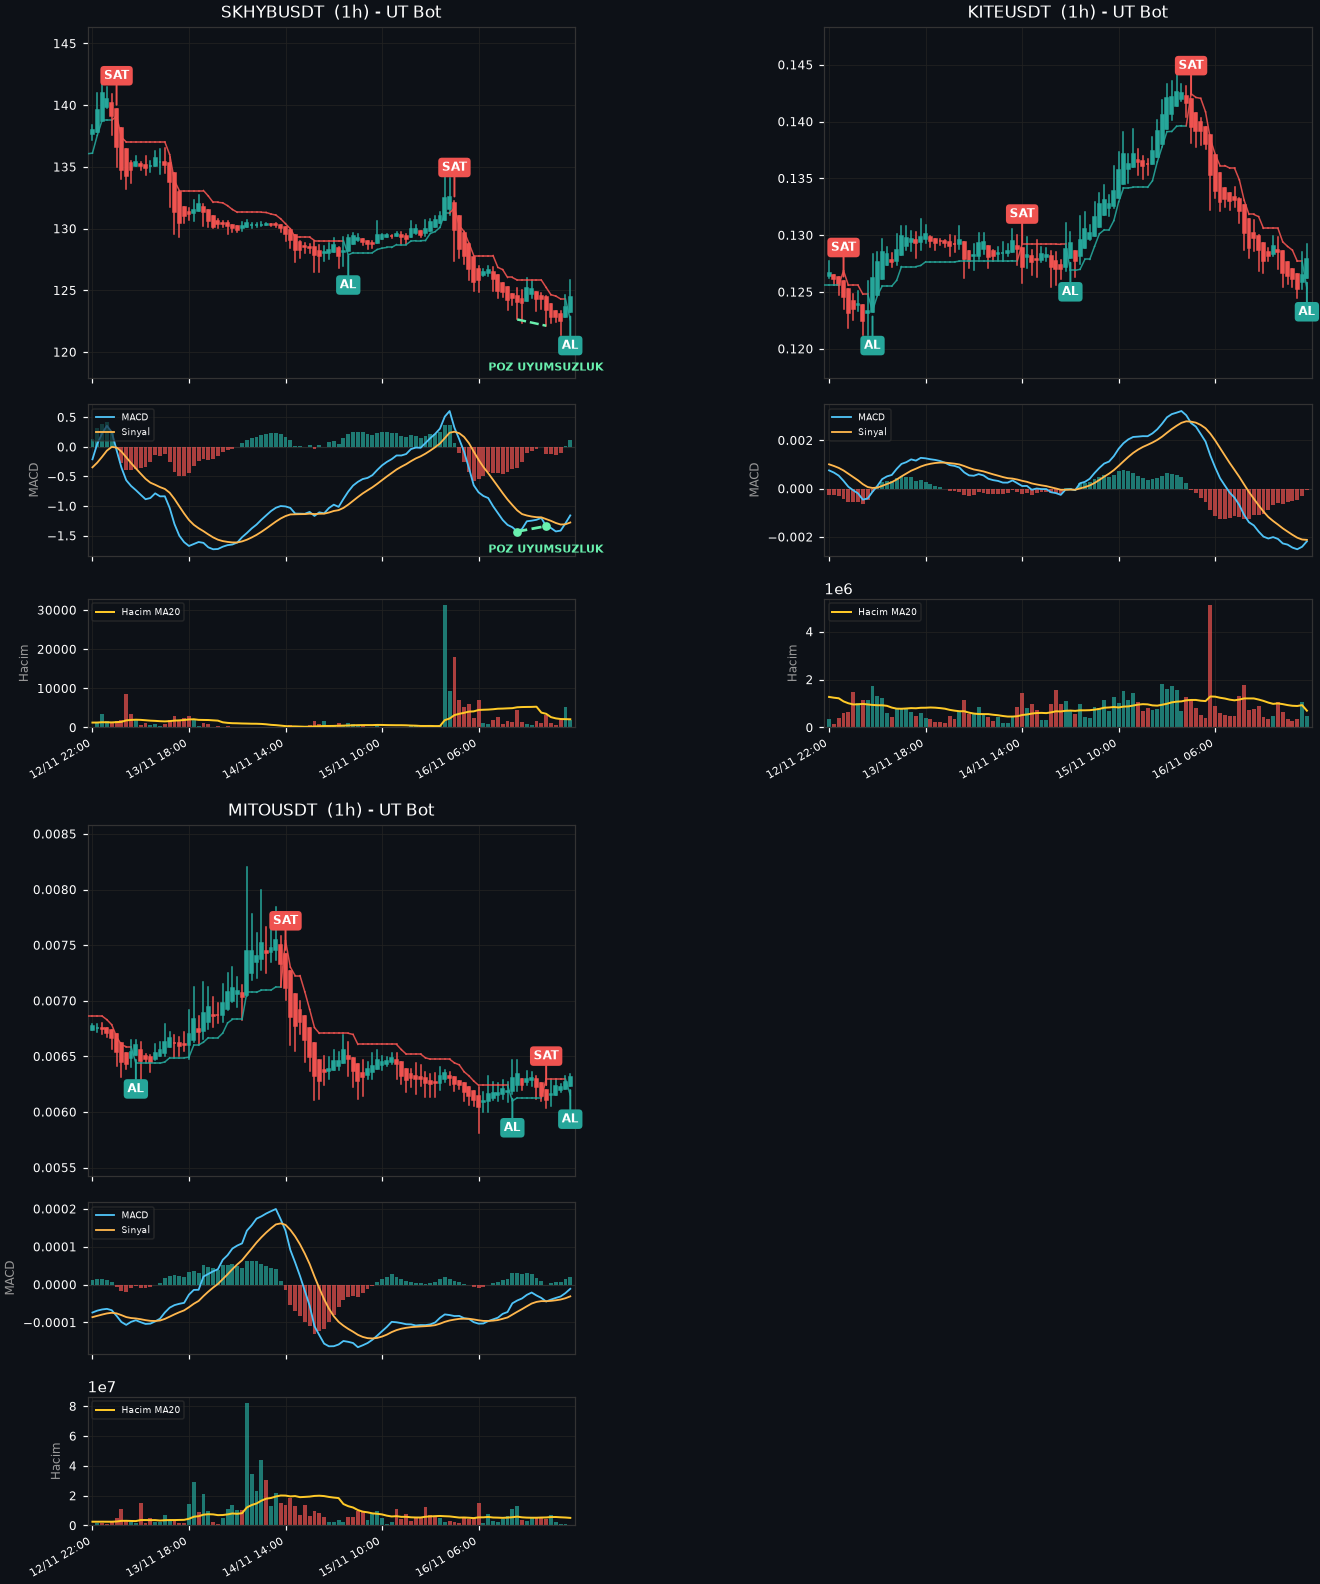 SKHYBUSDT (1h) - UT Bot
145
140
135
130
125
120
SAT
SAT
AL
AL
POZ UYUMSUZLUK
MACD
0.5
0.0
−0.5
−1.0
−1.5
MACD
Sinyal
POZ UYUMSUZLUK
Hacim
30000
20000
10000
0
Hacim MA20
12/11 22:00
13/11 18:00
14/11 14:00
15/11 10:00
16/11 06:00
KITEUSDT (1h) - UT Bot
0.145
0.140
0.135
0.130
0.125
0.120
SAT
SAT
SAT
AL
AL
AL
MACD
0.002
0.000
−0.002
MACD
Sinyal
1e6
Hacim
4
2
0
Hacim MA20
12/11 22:00
13/11 18:00
14/11 14:00
15/11 10:00
16/11 06:00
MITOUSDT (1h) - UT Bot
0.0085
0.0080
0.0075
0.0070
0.0065
0.0060
0.0055
SAT
SAT
AL
AL
AL
MACD
0.0002
0.0001
0.0000
−0.0001
MACD
Sinyal
1e7
Hacim
8
6
4
2
0
Hacim MA20
12/11 22:00
13/11 18:00
14/11 14:00
15/11 10:00
16/11 06:00